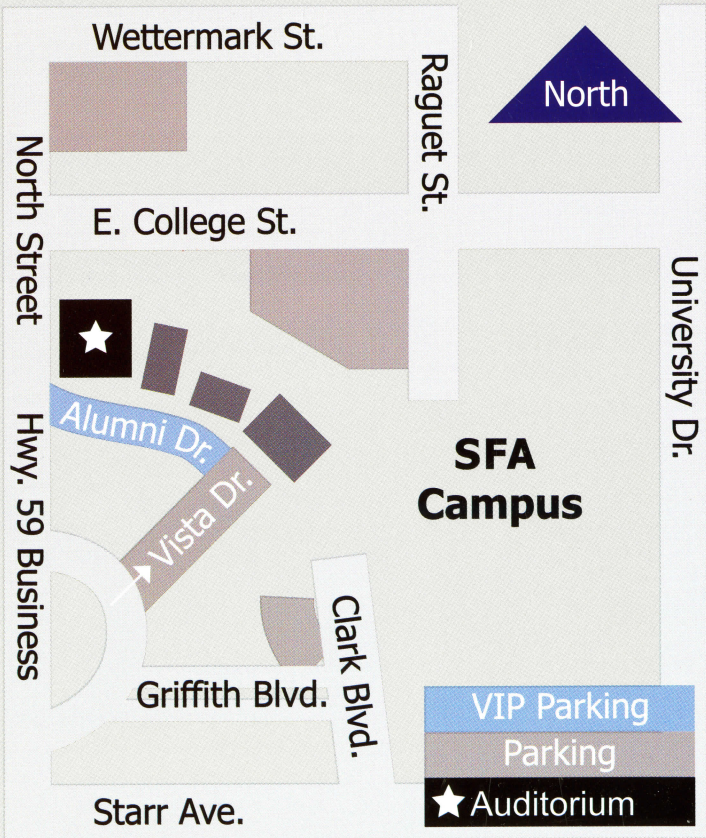 Wettermark St.
North
Raguet St.
North Street
E. College St.
University Dr.
Hwy. 59 Business
Alumni Dr.
Vista Dr.
SFA
Campus
Clark Blvd.
Griffith Blvd.
Starr Ave.
VIP Parking
Parking
Auditorium